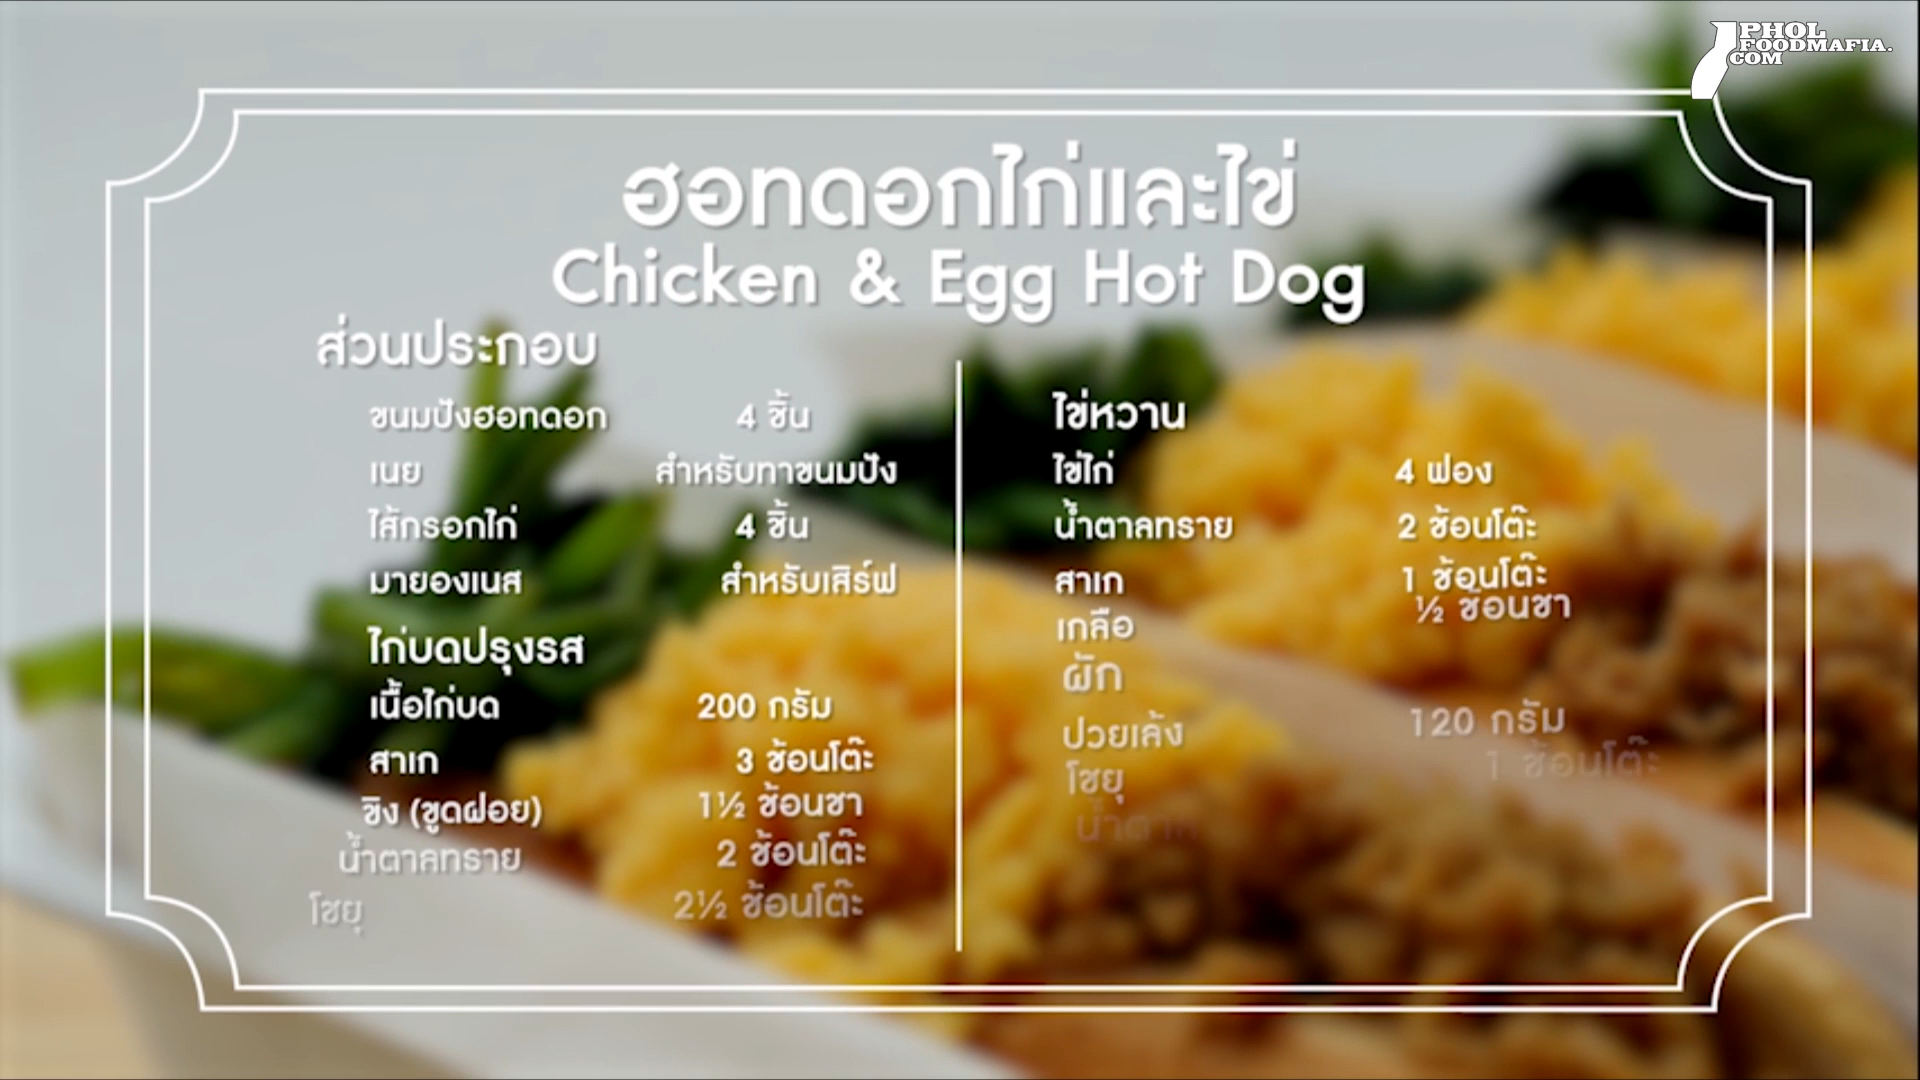 PHOL
FOODMAFIA.
COM
ฮอทดอกไก่และไข่
Chicken & Egg Hot Dog
ส่วนประกอบ
ขนมปังฮอทดอก 4 ชิ้น
เนย สำหรับทาขนมปัง
ไส้กรอกไก่ 4 ชิ้น
มายองเนส สำหรับเสิร์ฟ
ไก่บดปรุงรส
เนื้อไก่บด 200 กรัม
สาเก 3 ช้อนโต๊ะ
ขิง (ขูดฝอย) 1½ ช้อนชา
น้ำตาลทราย 2 ช้อนโต๊ะ
โชยุ 2½ ช้อนโต๊ะ
ไข่หวาน
ไข่ไก่ 4 ฟอง
น้ำตาลทราย 2 ช้อนโต๊ะ
สาเก 1 ช้อนโต๊ะ
เกลือ ½ ช้อนชา
ผัก
ปวยเล้ง 120 กรัม
โชยุ 1 ช้อนโต๊ะ